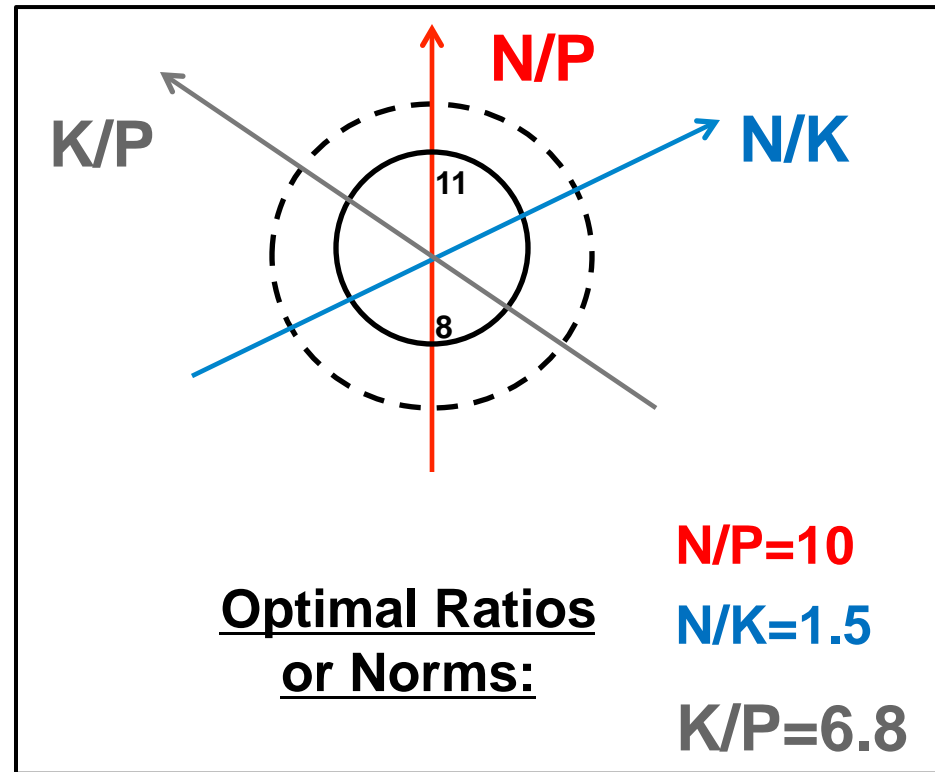 N/P
K/P
N/K
11
8
N/P=10
Optimal Ratios
N/K=1.5
or Norms:
K/P=6.8